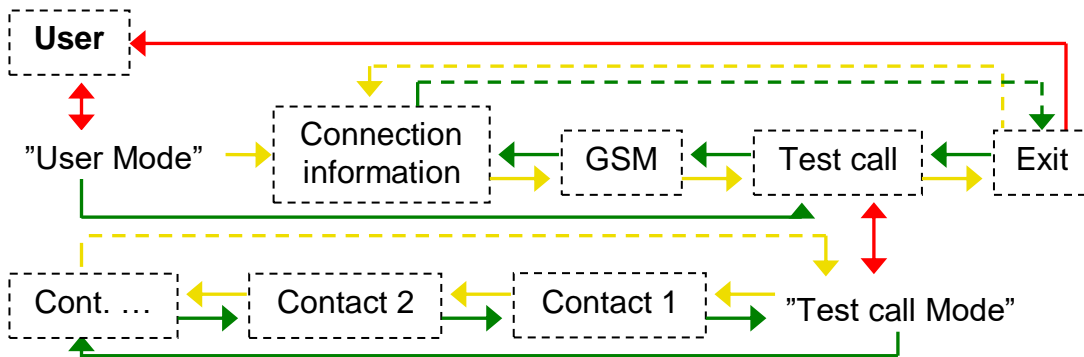 User
Connection
information
”User Mode”
GSM
Test call
Exit
Cont. …
Contact 2
Contact 1
”Test call Mode”